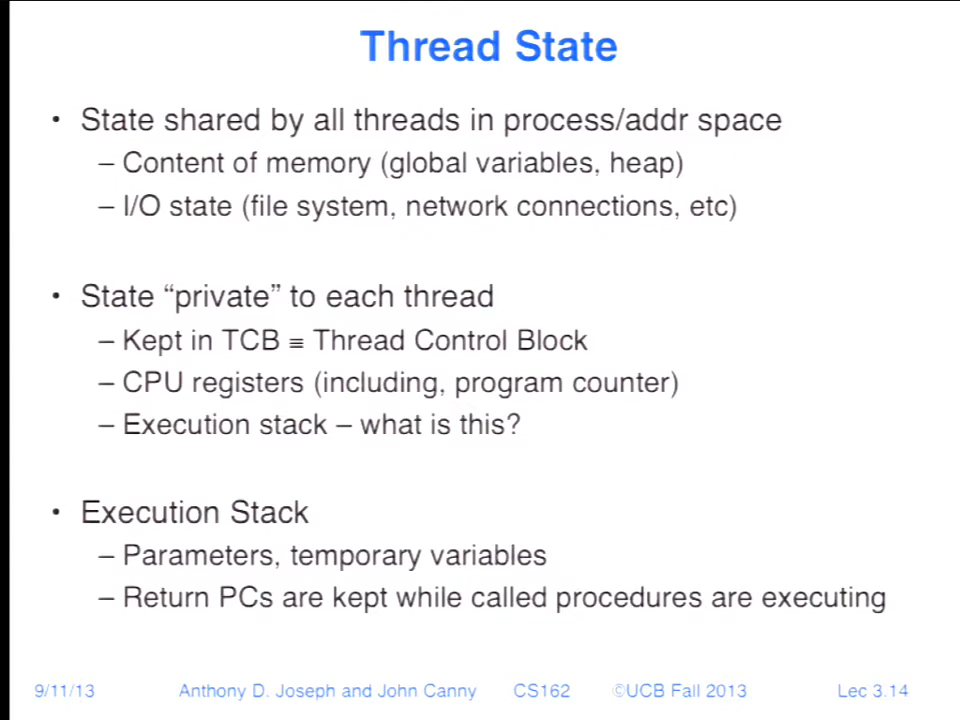 Thread State
• State shared by all threads in process/addr space
– Content of memory (global variables, heap)
– I/O state (file system, network connections, etc)
• State “private” to each thread
– Kept in TCB ≡ Thread Control Block
– CPU registers (including, program counter)
– Execution stack – what is this?
• Execution Stack
– Parameters, temporary variables
– Return PCs are kept while called procedures are executing
9/11/13 Anthony D. Joseph and John Canny CS162 ©UCB Fall 2013 Lec 3.14